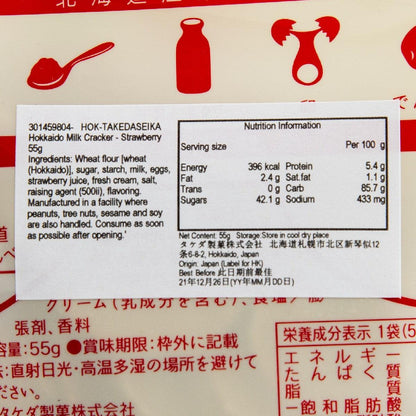 北海道
301459804- HOK-TAKEDASEIKA
Hokkaido Milk Cracker - Strawberry
55g
Ingredients: Wheat flour [wheat
(Hokkaido)], sugar, starch, milk, eggs,
strawberry juice, fresh cream, salt,
raising agent (500ii), flavoring.
Manufactured in a facility where
peanuts, tree nuts, sesame and soy
are also handled. Consume as soon
as possible after opening.'
Nutrition Information
Serving size Per 100 g
Energy 396 kcal Protein 5.4 g
Fat 2.4 g Sat.fat 1.1 g
Trans 0 g Carb 85.7 g
Sugars 42.1 g Sodium 433 mg
Net Content: 55g Storage:Store in cool dry place
タケダ製菓株式会社 北海道札幌市北区新琴似12
条6-8-2, Hokkaido, Japan
Origin: Japan (Label for HK)
Best Before 此日期前最佳
21年12月26日(YY年MM月DD日)
クリーム(乳成分を含む)、食塩
張剤、香料
容量:55g ●賞味期限:枠外に記載
法:直射日光・高温多湿の場所を避けて
ださい。
タケダ製菓株式会社
栄養成分表示 1袋(5
エネルギー
たんぱく質
脂質
飽和脂肪酸